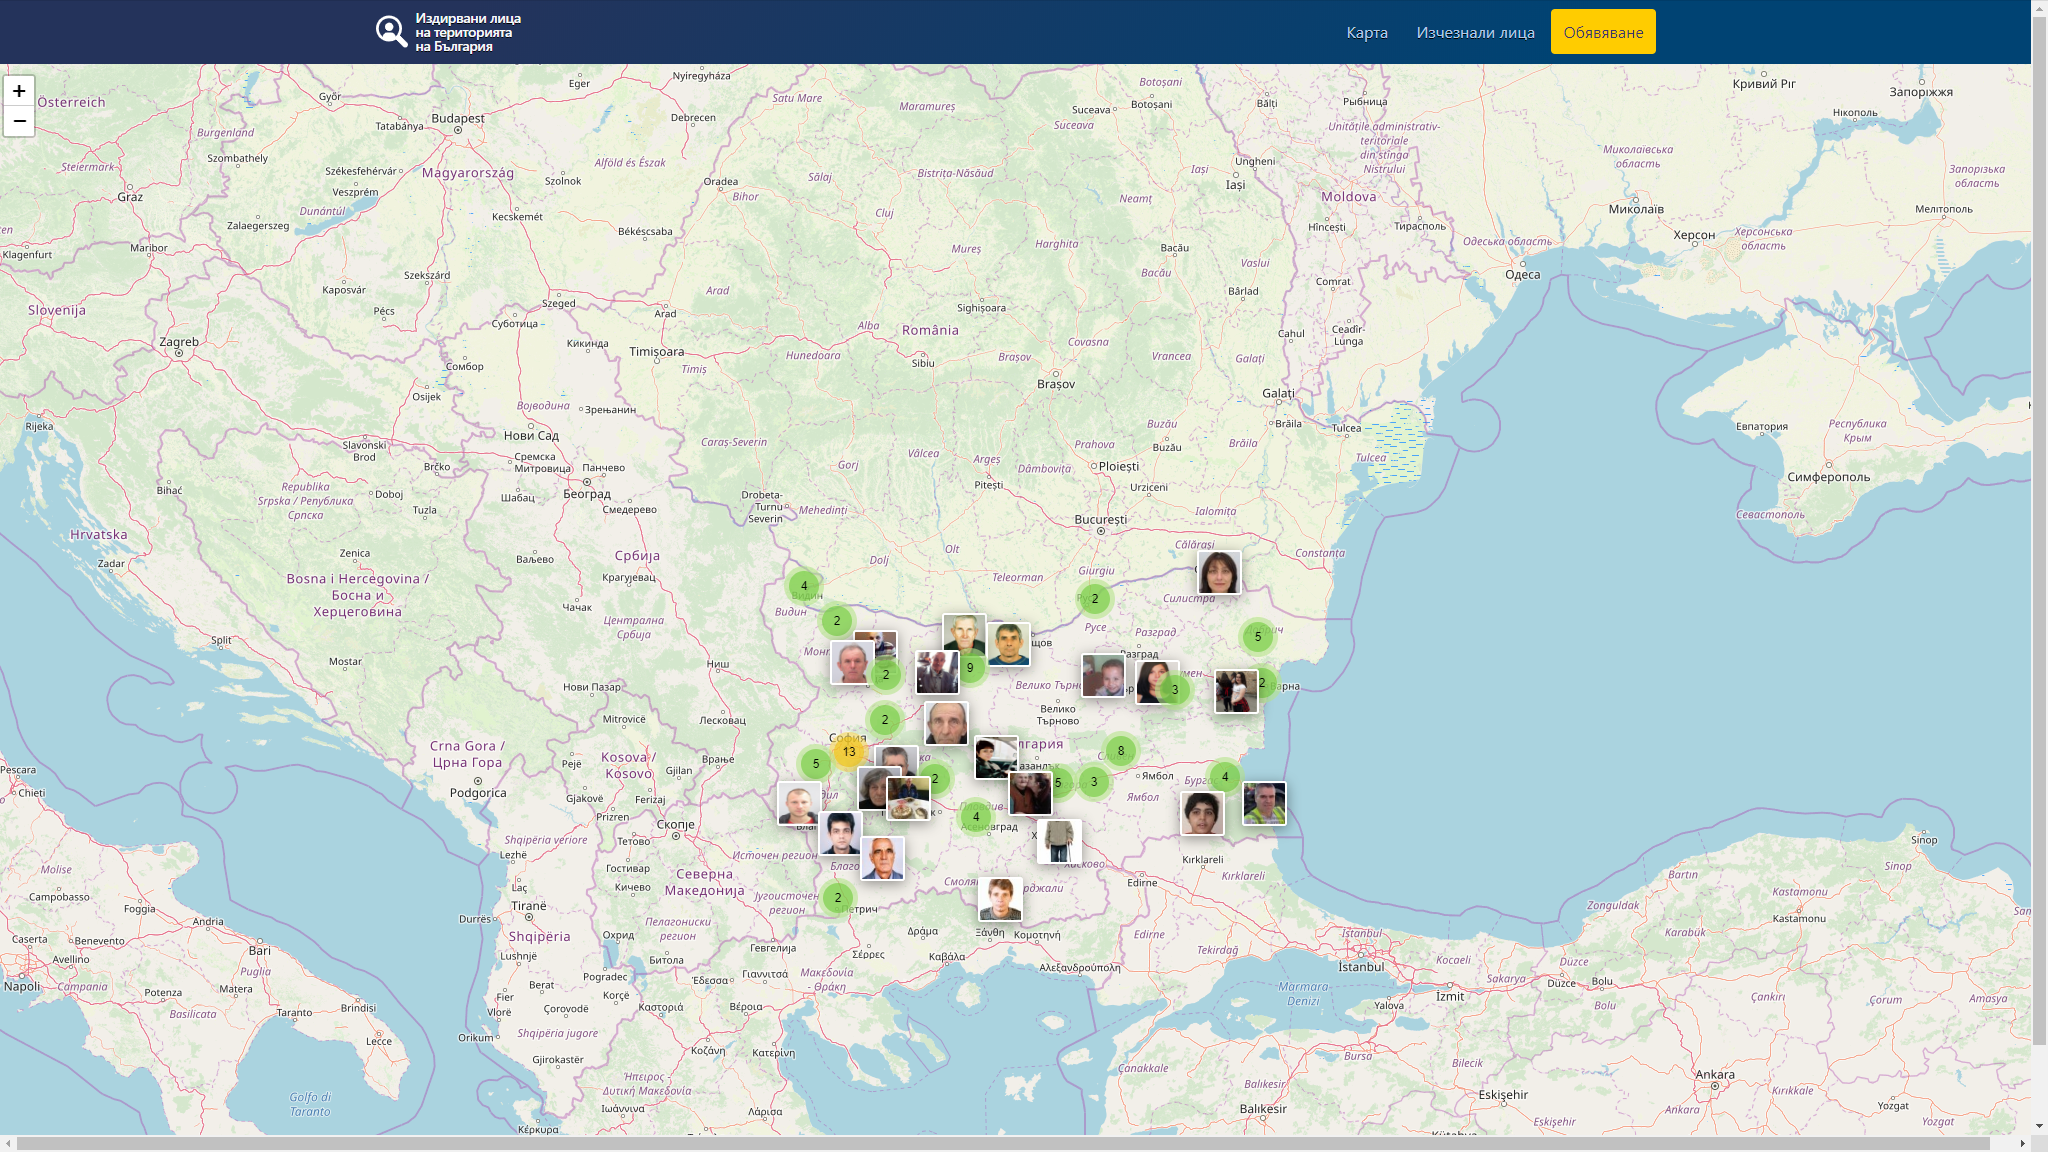 Издирвани лица
на територията
на България
Карта
Изчезнали лица
Обявяване
+
−
Österreich
Győr
Budapest
Eger
Nyíregyháza
Satu Mare
Maramureș
Botoșani
Suceava
Botoșani
Suceava
Bălți
Рыбница
Кривий Ріг
Запоріжжя
Нікополь
Burgenland
Tatabánya
Debrecen
Unitățile administrativ-
teritoriale
din stînga
Nistrului
Миколаївська
область
Запорізька
область
Szombathely
Steiermark
Székesfehérvár
Veszprém
Magyarország
Alföld és Észak
Szolnok
Oradea
Bihor
Sălaj
Bistrița-Năsăud
Iași
Ungheni
Iași
Moldova
Graz
Zalaegerszeg
Dunántúl
Kecskemét
Békéscsaba
Cluj
Neamț
Миколаїв
Мелітополь
Херсон
Херсонська
область
Klagenfurt
Maribor
Mureș
Harghita
Bacău
Bacău
Vaslui
Hîncești
Тирасполь
Одеська область
Одеса
Szekszárd
Kaposvár
Pécs
Szeged
Arad
Arad
Sighișoara
Bârlad
Comrat
Slovenija
Суботица
Alba
România
Cahul
Ceadîr-
Lunga
Zagreb
Кикинда
Timișoara
Timiș
Hunedoara
Sibiu
Brașov
Covasna
Vrancea
Galați
Сомбор
Osijek
Војводина
Зрењанин
Brașov
Galați
Евпатория
Республика
Крым
Rijeka
Нови Сад
Slavonski
Brod
Caraș-Severin
Vâlcea
Argeș
Prahova
Buzău
Buzău
Brăila
Brăila
Tulcea
Tulcea
Brčko
Сремска
Митровица
Панчево
Gorj
Dâmbovița
Ploiești
Симферополь
Bihać
Republika
Srpska / Република
Српска
Doboj
Tuzla
Шабац
Београд
Смедерево
Drobeta-
Turnu
Severin
Mehedinți
Pitești
Urziceni
Ialomița
Севастополь
Hrvatska
București
Zadar
Zenica
Ваљево
Србија
Крагујевац
Olt
Dolj
Călărași
Constanța
Bosna i Hercegovina /
Босна и
Херцеговина
Чачак
Teleorman
Giurgiu
4
Видин
Видин
2
2
Силистра
Русе
5
Централна
Србија
Разград
Разград
Split
Mostar
Ниш
2
9
3
2
Варна
Велико
Търново
Нови Пазар
Mitrovicë
Лесковац
2
София
13
5
8
Crna Gora /
Црна Гора
Kosova /
Kosovo
Pejë
Gjilan
Врање
2
5
3
Ямбол
Ямбол
4
Podgorica
Gjakovë
Ferizaj
Prizren
4
Асеновград
Скопје
Тетово
Shqipëria veriore
Lezhë
Источен регион
Гостивар
Кичево
Северна
Македонија
Kırklareli
Kırklareli
Edirne
Sinop
Sinop
Bartın
Kastamonu
Kastamonu
Zonguldak
Karabük
Pescara
Chieti
Molise
Campobasso
Foggia
Andria
Bari
Laç
Tiranë
Durrës
Shqipëria
Југоисточен
регион
2
Петрич
Пелагониски
регион
Охрид
Битола
Гевгелија
Δράμα
Ξάνθη
Κομοτηνή
Edirne
Tekirdağ
İstanbul
İstanbul
Kocaeli
Sakarya
Düzce
Düzce
Bolu
Bolu
Caserta
Benevento
Avellino
Napoli
Campania
Puglia
Potenza
Matera
Basilicata
Taranto
Brindisi
Lecce
Lushnjë
Pogradec
Berat
Fier
Vlorë
Çorovodë
Korçë
Έδεσσα
Γιαννιτσά
Σέρρες
Καβάλα
Μακεδονία
- Θράκη
Αλεξανδρούπολη
Καστοριά
Βέροια
Marmara
Denizi
Yalova
İzmit
Çankırı
Çorum
Amasya
Shqipëria jugore
Orikum
Gjirokastër
Κοζάνη
Κατερίνη
Bursa
Bilecik
Çanakkale
Balıkesir
Balıkesir
Ankara
Ankara
Kırıkkale
Yozgat
Yozgat
Golfo di
Taranto
Ήπειρος -
Δυτική Μακεδονία
Ιωάννινα
Λάρισα
Κέρκυρα
Eskişehir
Eskişehir